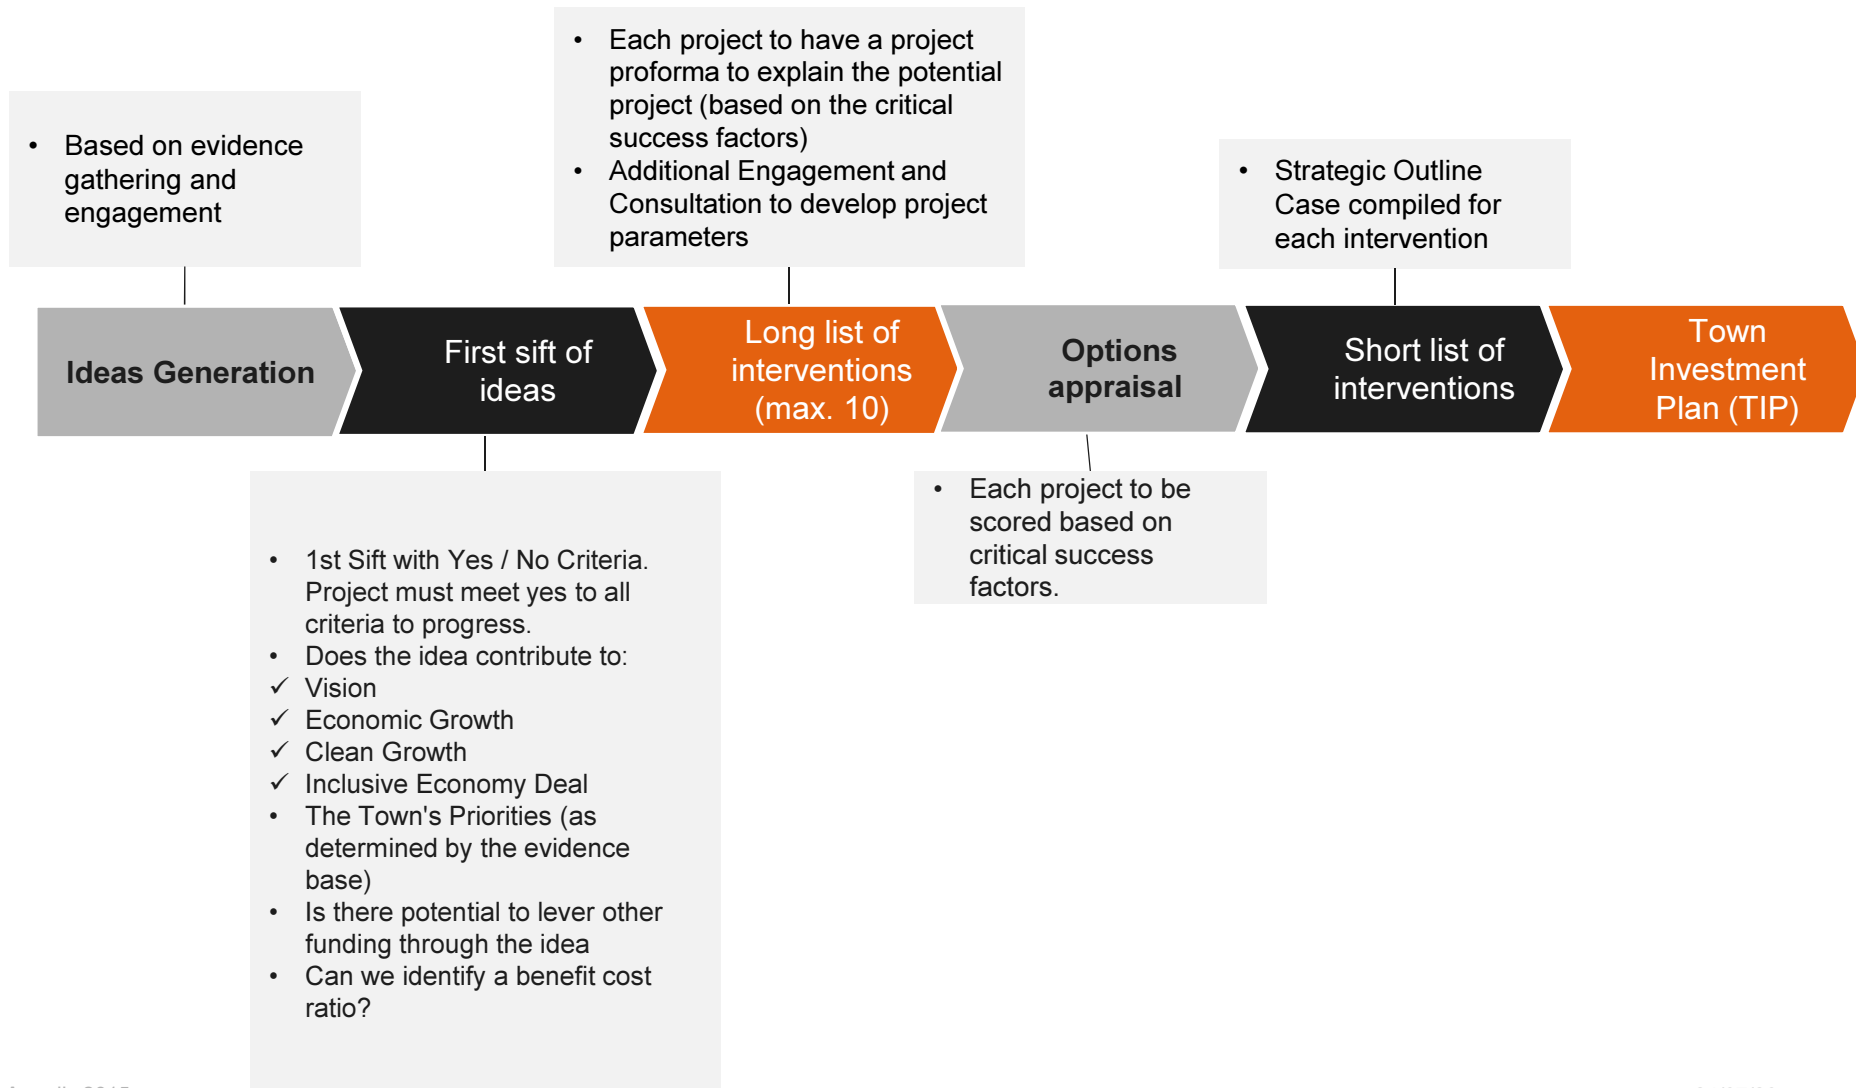 • Each project to have a project
proforma to explain the potential
project (based on the critical
success factors)
• Additional Engagement and
Consultation to develop project
parameters
• Based on evidence
gathering and
engagement
• Strategic Outline
Case compiled for
each intervention
Ideas Generation
First sift of
ideas
Long list of
interventions
(max. 10)
Options
appraisal
Short list of
interventions
Town
Investment
Plan (TIP)
• 1st Sift with Yes / No Criteria.
Project must meet yes to all
criteria to progress.
• Does the idea contribute to:
✓ Vision
✓ Economic Growth
✓ Clean Growth
✓ Inclusive Economy Deal
• The Town's Priorities (as
determined by the evidence
base)
• Is there potential to lever other
funding through the idea
• Can we identify a benefit cost
ratio?
• Each project to be
scored based on
critical success
factors.